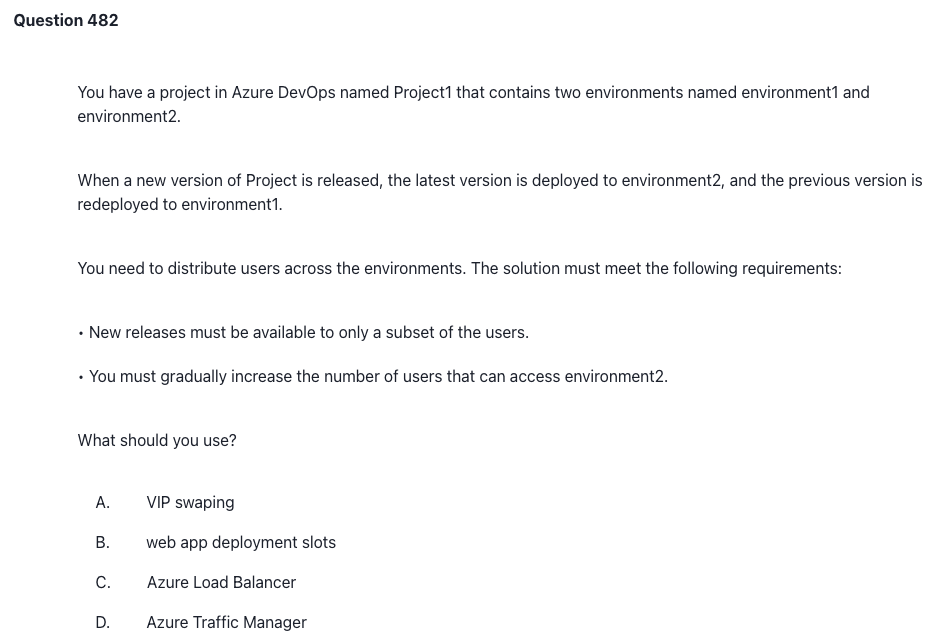 Question 482
You have a project in Azure DevOps named Project1 that contains two environments named environment1 and
environment2.
When a new version of Project is released, the latest version is deployed to environment2, and the previous version is
redeployed to environment1.
You need to distribute users across the environments. The solution must meet the following requirements:
• New releases must be available to only a subset of the users.
• You must gradually increase the number of users that can access environment2.
What should you use?
A. VIP swaping
B. web app deployment slots
C. Azure Load Balancer
D. Azure Traffic Manager